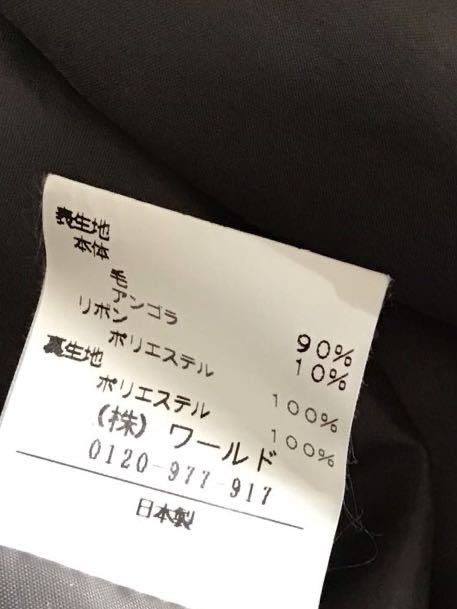 表生地
本体
毛 90%
アンゴラ 10%
リボン
ポリエステル 100%
裏生地
ポリエステル 100%
(株) ワールド
0120-977-917
日本製